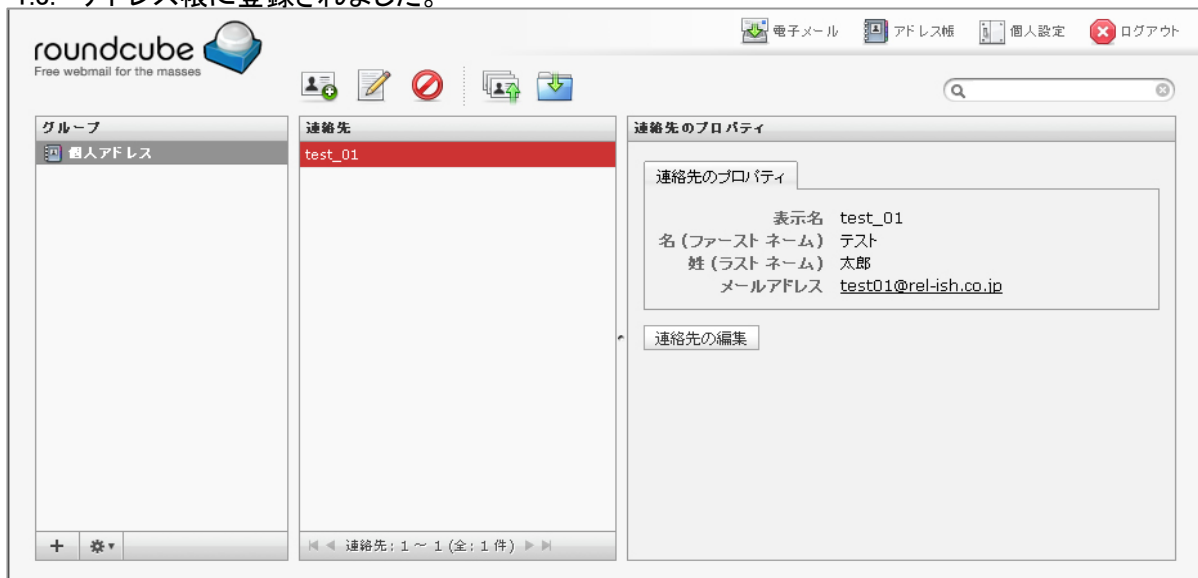 アドレス帳に登録されました。
roundcube
Free webmail for the masses
電子メール アドレス帳 個人設定 ログアウト
グループ
個人アドレス
連絡先
test_01
連絡先: 1 ～ 1 (全: 1 件)
連絡先のプロパティ
連絡先のプロパティ
表示名 test_01
名 (ファースト ネーム) テスト
姓 (ラスト ネーム) 太郎
メールアドレス test01@rel-ish.co.jp
連絡先の編集